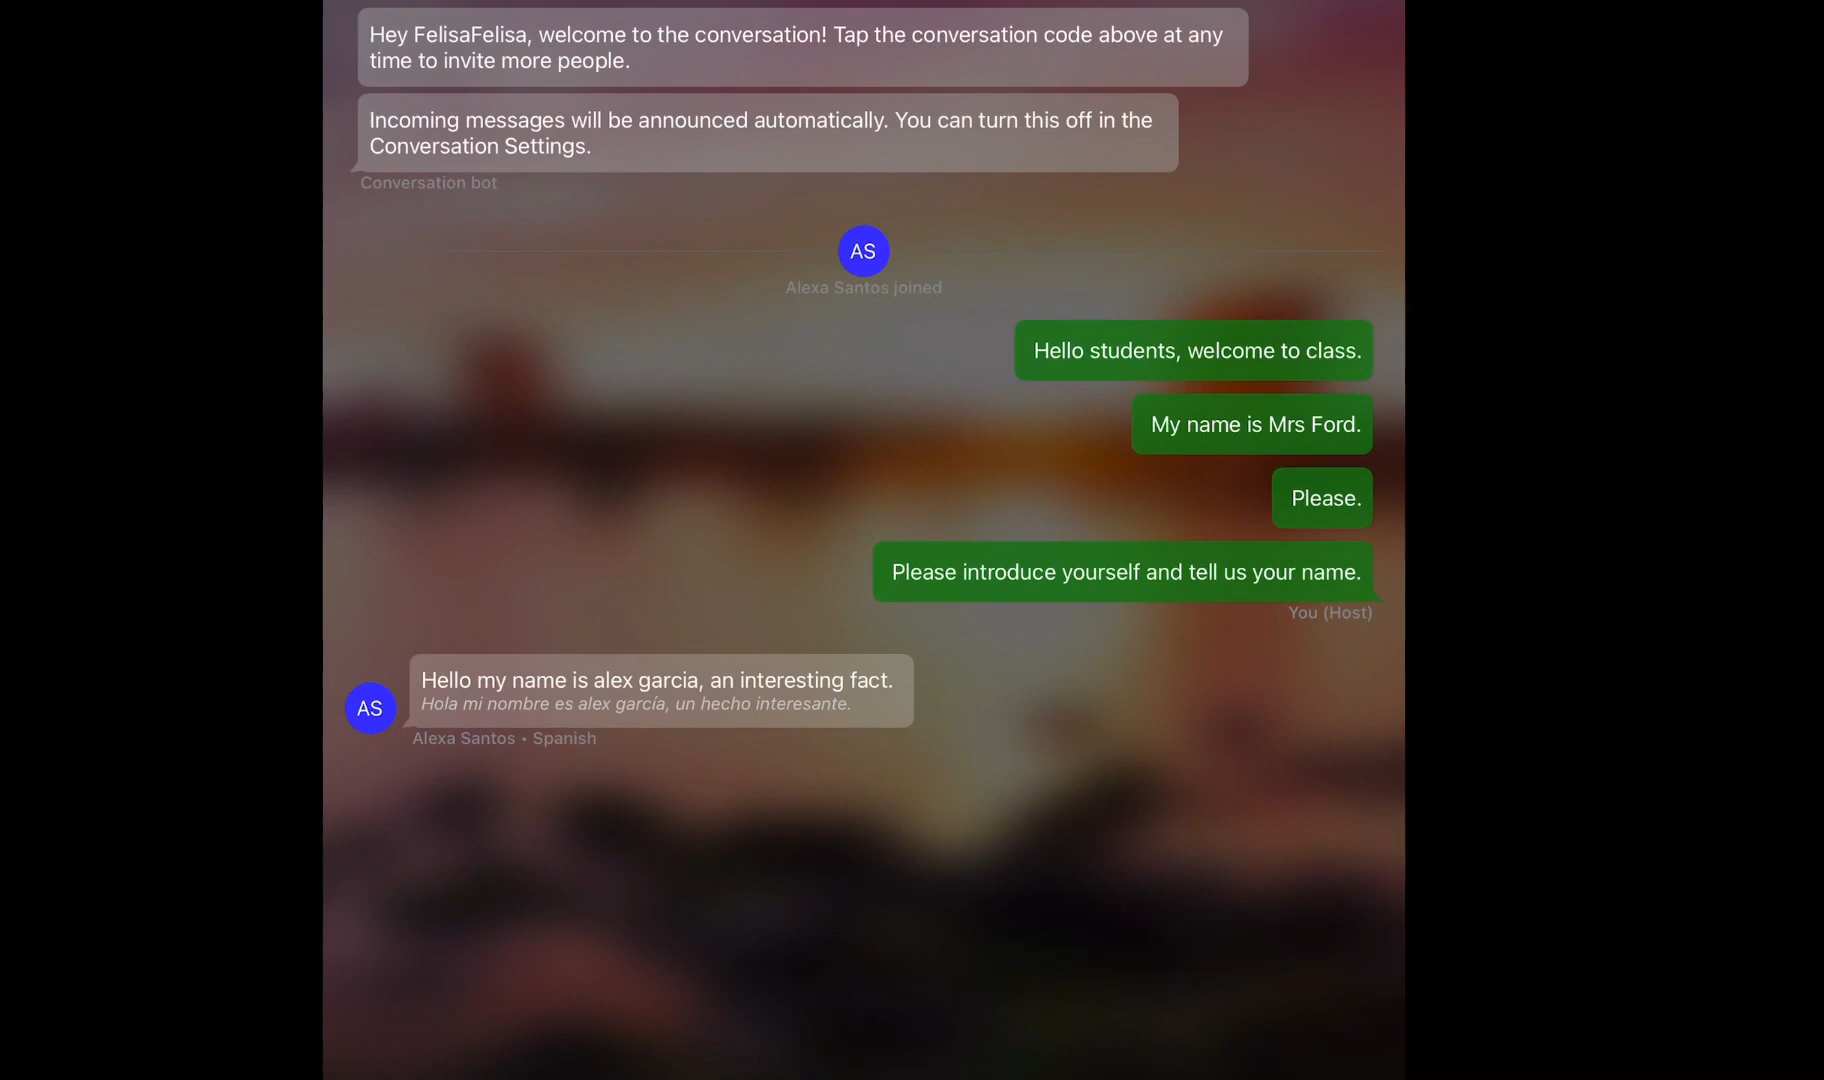 Hey FelisaFelisa, welcome to the conversation! Tap the conversation code above at any
time to invite more people.
Incoming messages will be announced automatically. You can turn this off in the
Conversation Settings.
Conversation bot
AS
Alexa Santos joined
Hello students, welcome to class.
My name is Mrs Ford.
Please.
Please introduce yourself and tell us your name.
You (Host)
Hello my name is alex garcia, an interesting fact.
Hola mi nombre es alex garcía, un hecho interesante.
AS
Alexa Santos • Spanish